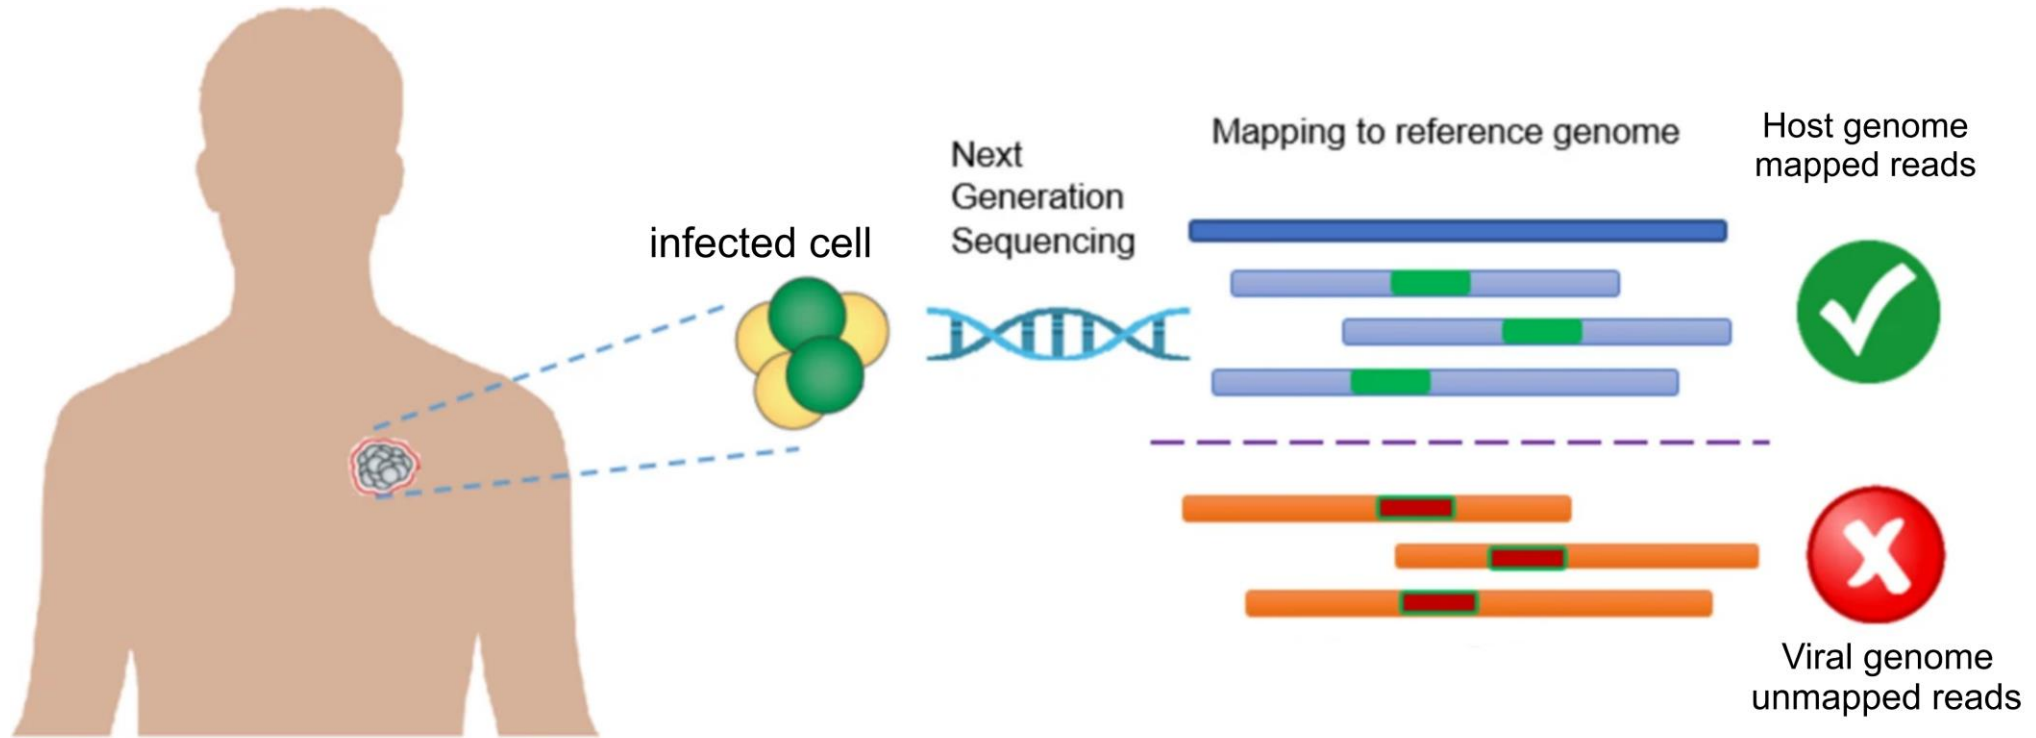 infected cell
Next
Generation
Sequencing
Mapping to reference genome
Host genome
mapped reads
Viral genome
unmapped reads